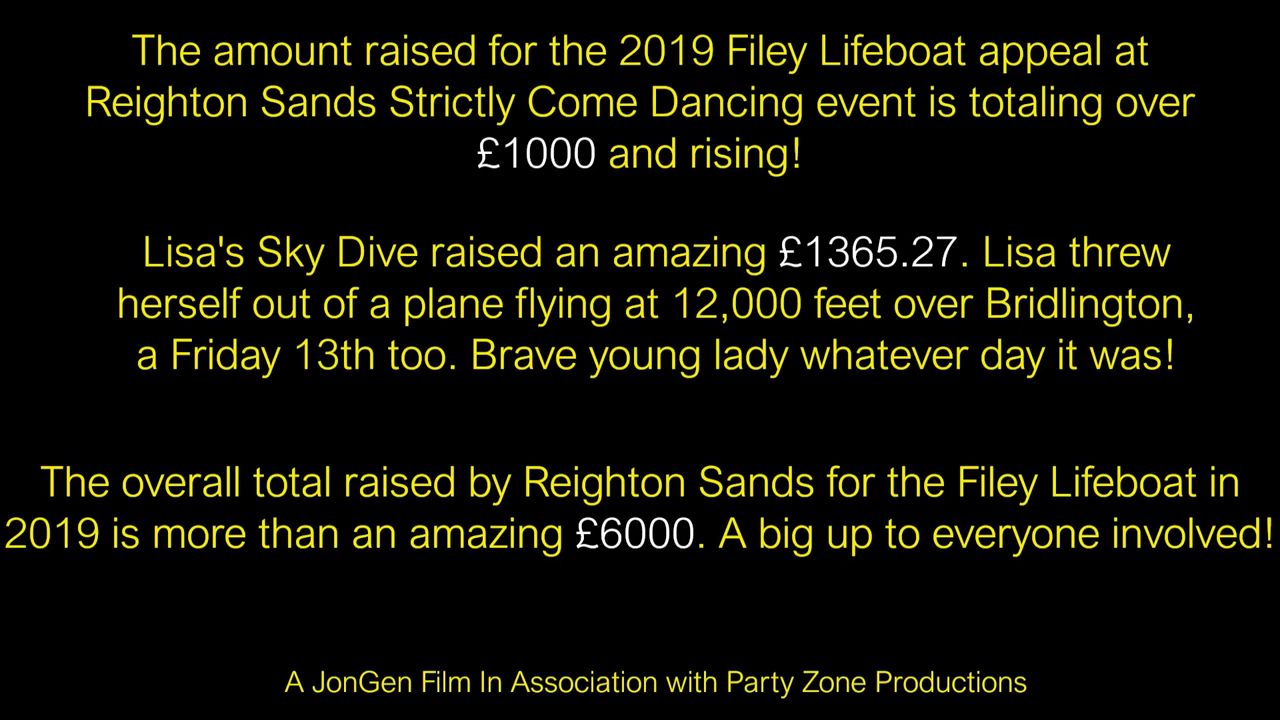 The amount raised for the 2019 Filey Lifeboat appeal at
Reighton Sands Strictly Come Dancing event is totaling over
£1000 and rising!
Lisa's Sky Dive raised an amazing £1365.27. Lisa threw
herself out of a plane flying at 12,000 feet over Bridlington,
a Friday 13th too. Brave young lady whatever day it was!
The overall total raised by Reighton Sands for the Filey Lifeboat in
2019 is more than an amazing £6000. A big up to everyone involved!
A JonGen Film In Association with Party Zone Productions